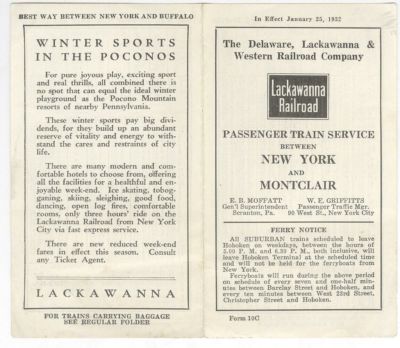 BEST WAY BETWEEN NEW YORK AND BUFFALO
WINTER SPORTS
IN THE POCONOS
For pure joyous play, exciting sport
and real thrills, all combined there is
no spot that can equal the ideal winter
playground as the Pocono Mountain
resorts of nearby Pennsylvania.
These winter sports pay big divi-
dends, for they build up an abundant
reserve of vitality and energy to with-
stand the cares and restraints of city
life.
There are many modern and com-
fortable hotels to choose from, offering
all the facilities for a healthful and en-
joyable week-end. Ice skating, tobog-
ganing, skiing, sleighing, good food,
dancing, open log fires, comfortable
rooms, only three hours' ride on the
Lackawanna Railroad from New York
City via fast express service.
There are new reduced week-end
fares in effect this season. Consult
any Ticket Agent.
LACKAWANNA
FOR TRAINS CARRYING BAGGAGE
SEE REGULAR FOLDER
In Effect January 25, 1932
The Delaware, Lackawanna &
Western Railroad Company
Lackawanna
Railroad
PASSENGER TRAIN SERVICE
BETWEEN
NEW YORK
AND
MONTCLAIR
E. B. MOFFATT W. E. GRIFFITTS
Gen'l Superintendent Passenger Traffic Mgr.
Scranton, Pa. 90 West St., New York City
FERRY NOTICE
All SUBURBAN trains scheduled to leave
Hoboken on weekdays, between the hours of
5.00 P. M. and 6.30 P. M., both inclusive, will
leave Hoboken Terminal at the scheduled time
and will not be held for the ferryboats from
New York.
Ferryboats will run during the above period
on schedule of every seven and one-half min-
utes between Barclay Street and Hoboken, and
every ten minutes between West 23rd Street,
Christopher Street and Hoboken.
Form 10C